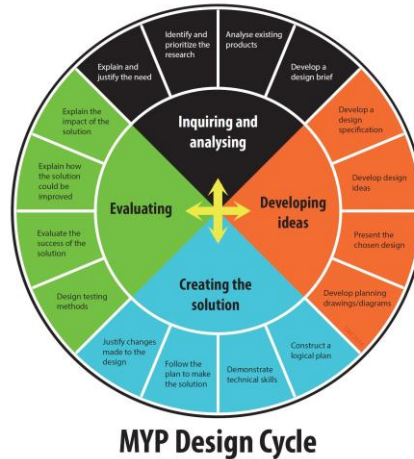 Explain and
justify the need
Identify and
prioritize the
research
Analyse existing
products
Develop a
design brief
Inquiring and
analysing
Develop a
design
specification
Develop design
ideas
Present the
chosen design
Develop planning
drawings/diagrams
Developing
ideas
Construct a
logical plan
Demonstrate
technical skills
Follow the
plan to make
the solution
Justify changes
made to the
design
Creating the
solution
Design testing
methods
Evaluate the
success of the
solution
Explain how
the solution
could be
improved
Explain the
impact of the
solution
Evaluating
MYP Design Cycle